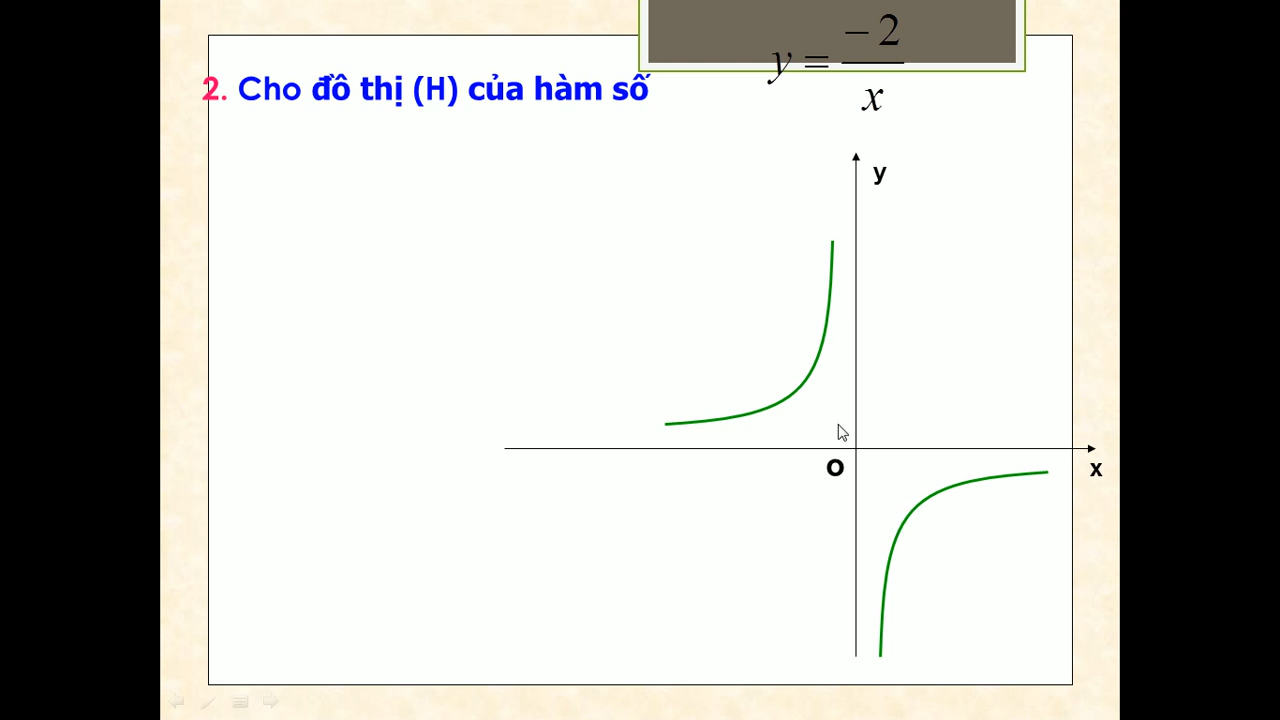 2. Cho đồ thị (H) của hàm số y = −2/x
y
O
x